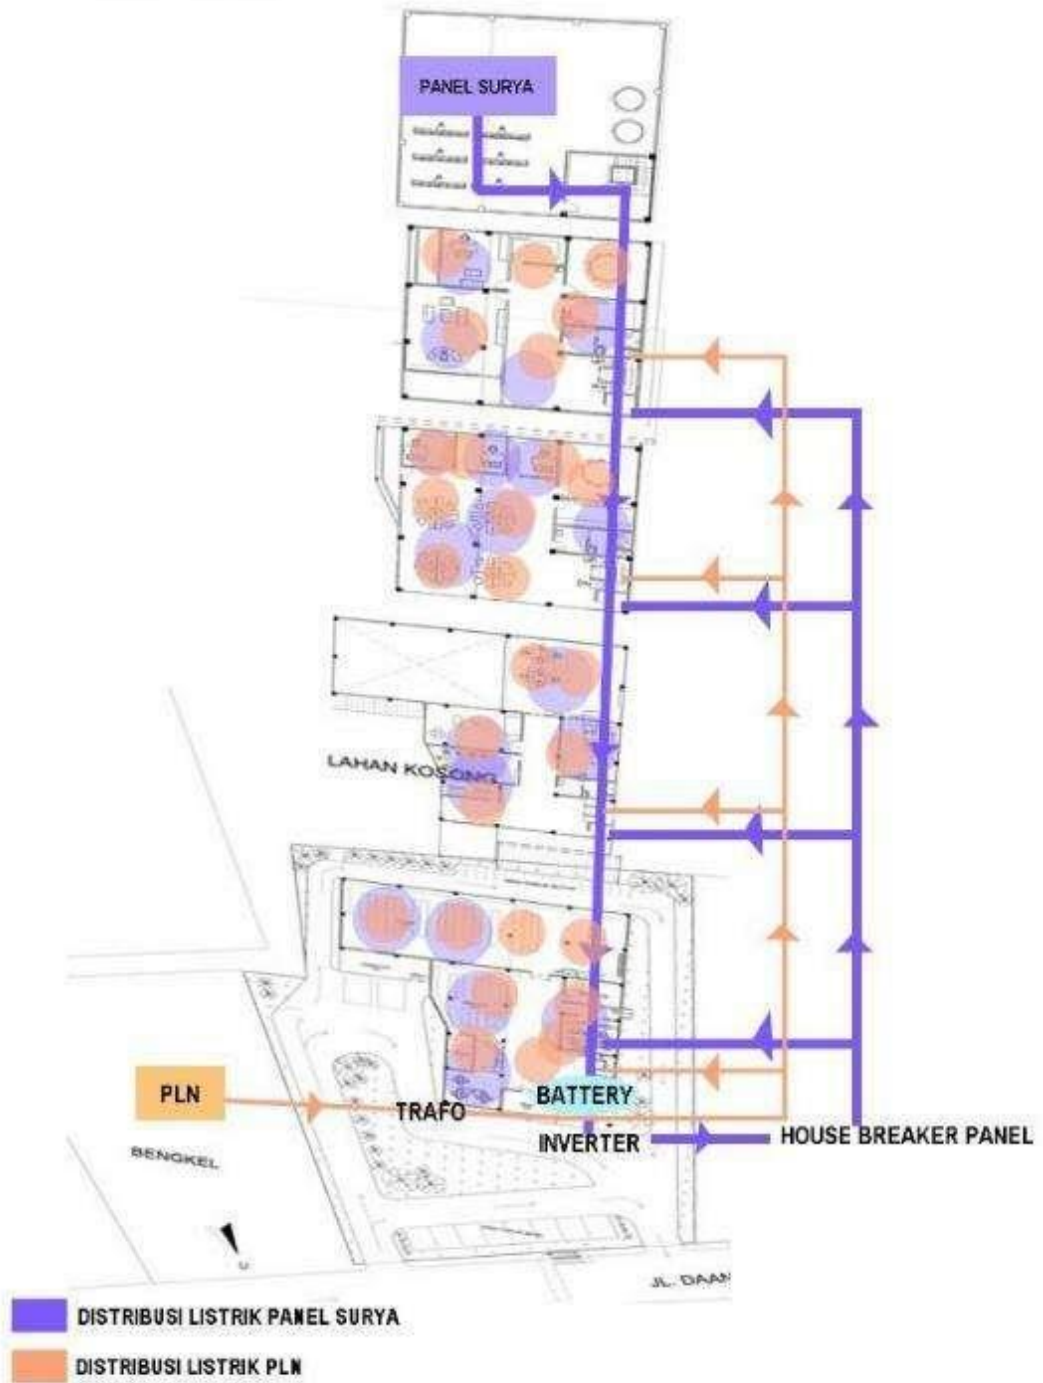 PANEL SURYA
LAHAN KOSONG
PLN
TRAFO
BATTERY
INVERTER
HOUSE BREAKER PANEL
BENGKEL
JL. DAAN
DISTRIBUSI LISTRIK PANEL SURYA
DISTRIBUSI LISTRIK PLN